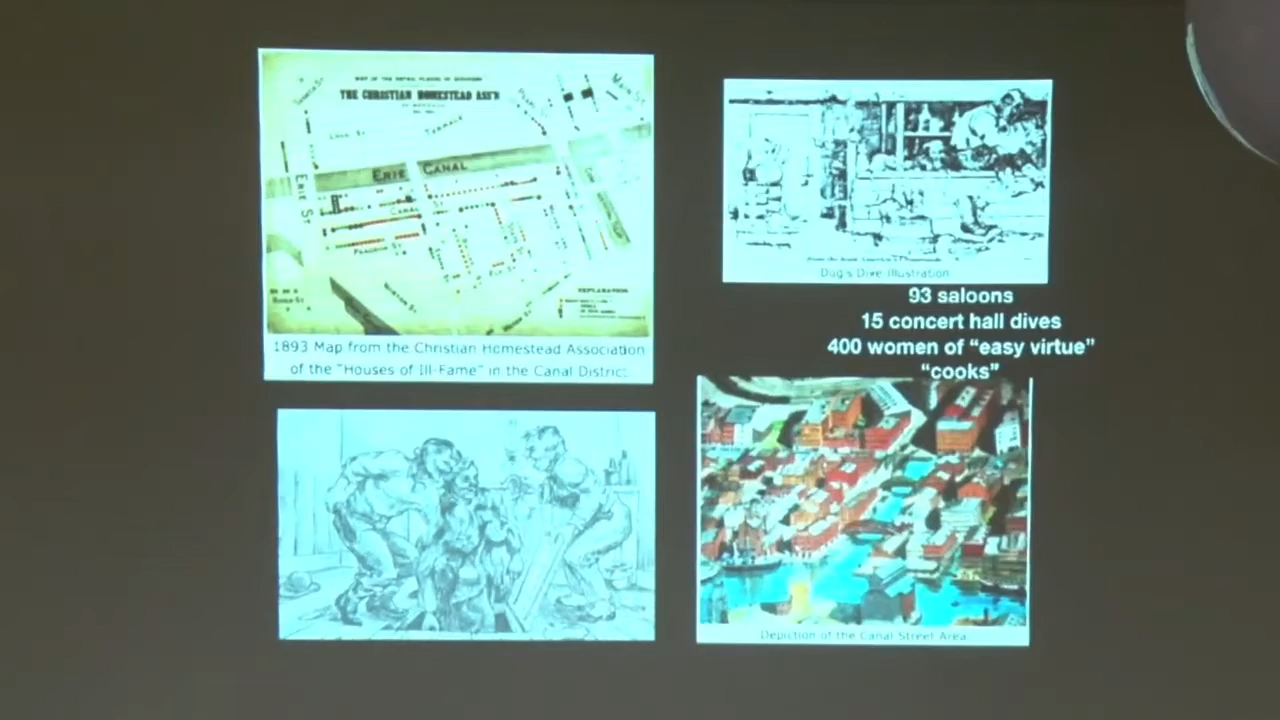 THE CHRISTIAN HOMESTEAD ASS'N
TERRACE
ERIE CANAL
ERIE ST
CANAL ST
EXPLANATION
1893 Map from the Christian Homestead Association
of the "Houses of Ill-Fame" in the Canal District
Dug's Dive Illustration
93 saloons
15 concert hall dives
400 women of “easy virtue”
“cooks”
Depiction of the Canal Street Area